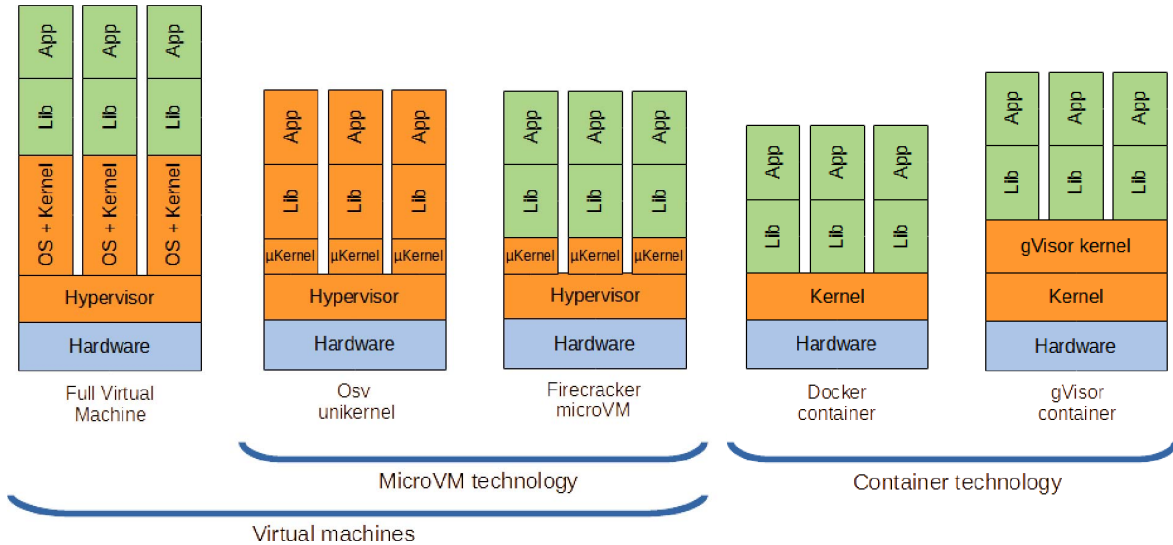 App App App
Lib Lib Lib
OS + Kernel OS + Kernel OS + Kernel
Hypervisor
Hardware
Full Virtual
Machine
App App App
Lib Lib Lib
µKernel µKernel µKernel
Hypervisor
Hardware
Osv
unikernel
App App App
Lib Lib Lib
µKernel µKernel µKernel
Hypervisor
Hardware
Firecracker
microVM
App App App
Lib Lib Lib
Kernel
Hardware
Docker
container
App App App
Lib Lib Lib
gVisor kernel
Kernel
Hardware
gVisor
container
MicroVM technology
Container technology
Virtual machines